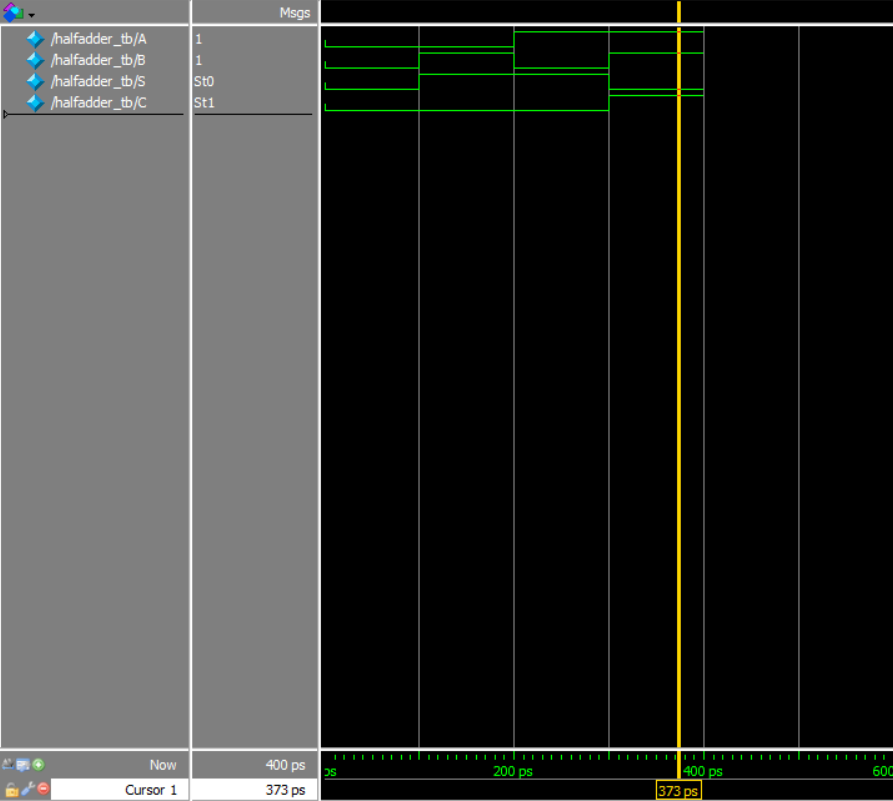 Msgs
/halfadder_tb/A 1
/halfadder_tb/B 1
/halfadder_tb/S St0
/halfadder_tb/C St1
Now 400 ps
ps 200 ps 400 ps 600
Cursor 1 373 ps
373 ps